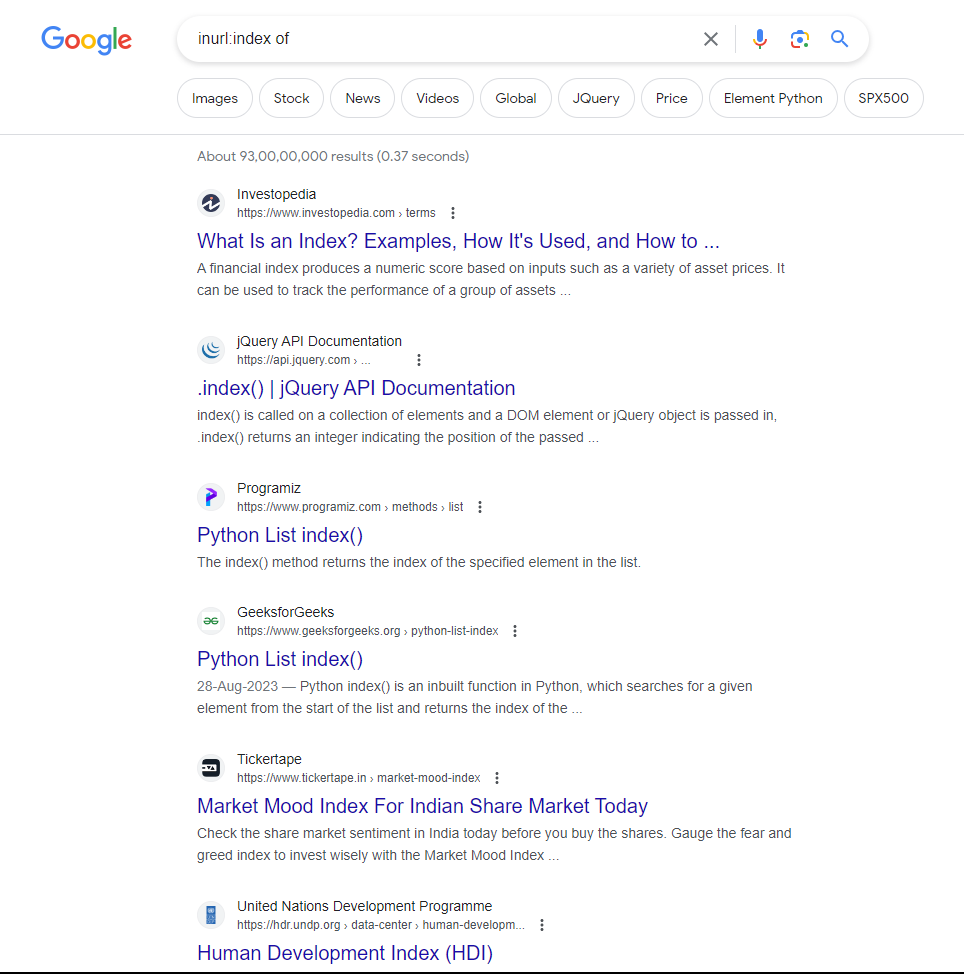 Google
inurl:index of
Images
Stock
News
Videos
Global
JQuery
Price
Element Python
SPX500
About 93,00,00,000 results (0.37 seconds)
Investopedia
https://www.investopedia.com › terms
What Is an Index? Examples, How It's Used, and How to ...
A financial index produces a numeric score based on inputs such as a variety of asset prices. It
can be used to track the performance of a group of assets ...
jQuery API Documentation
https://api.jquery.com › ...
.index() | jQuery API Documentation
index() is called on a collection of elements and a DOM element or jQuery object is passed in,
.index() returns an integer indicating the position of the passed ...
Programiz
https://www.programiz.com › methods › list
Python List index()
The index() method returns the index of the specified element in the list.
GeeksforGeeks
https://www.geeksforgeeks.org › python-list-index
Python List index()
28-Aug-2023 — Python index() is an inbuilt function in Python, which searches for a given
element from the start of the list and returns the index of the ...
Tickertape
https://www.tickertape.in › market-mood-index
Market Mood Index For Indian Share Market Today
Check the share market sentiment in India today before you buy the shares. Gauge the fear and
greed index to invest wisely with the Market Mood Index ...
United Nations Development Programme
https://hdr.undp.org › data-center › human-developm...
Human Development Index (HDI)